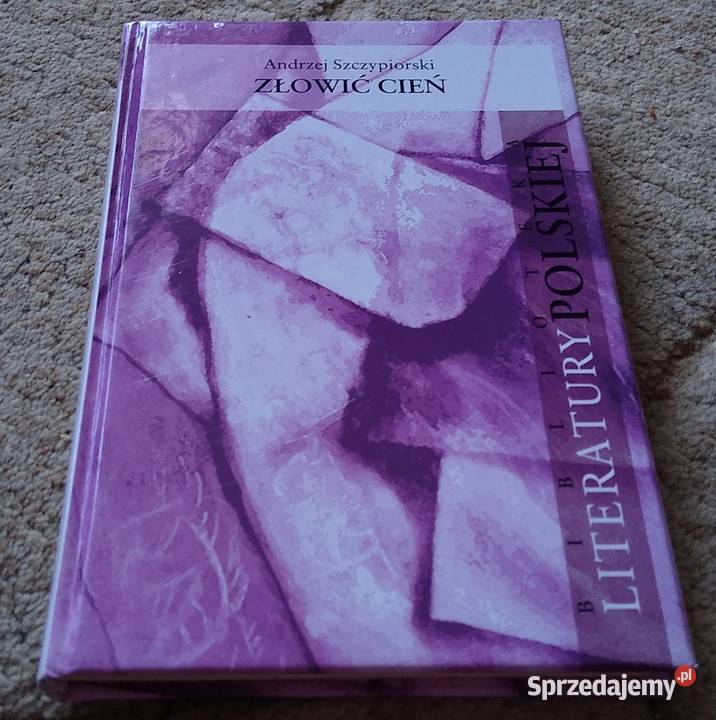 Andrzej Szczypiorski
ZŁOWIĆ CIEŃ
BIBLIOTEKA
LITERATURY POLSKIEJ
Sprzedajemy.pl